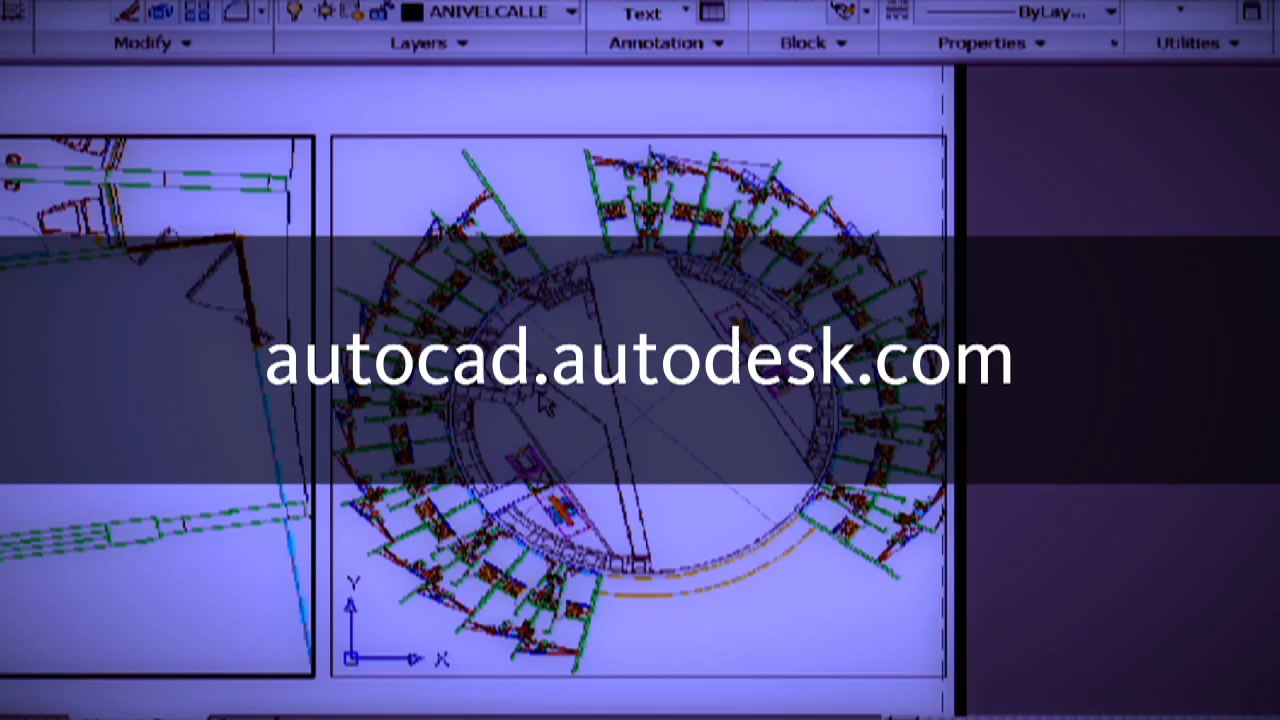 ANIVELCALLE Text ByLay...
Modify Layers Annotation Block Properties Utilities
autocad.autodesk.com
Y
X